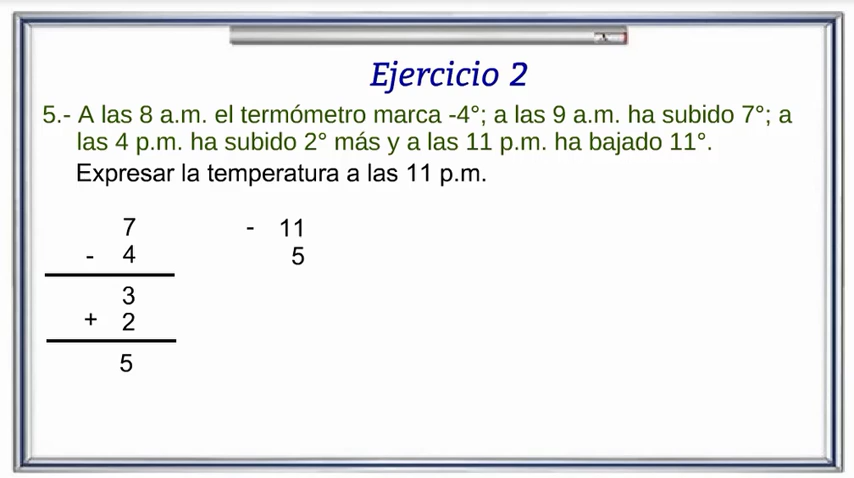 Ejercicio 2
5.- A las 8 a.m. el termómetro marca -4°; a las 9 a.m. ha subido 7°; a
las 4 p.m. ha subido 2° más y a las 11 p.m. ha bajado 11°.
Expresar la temperatura a las 11 p.m.
7
- 4
3
+ 2
5
- 11
5